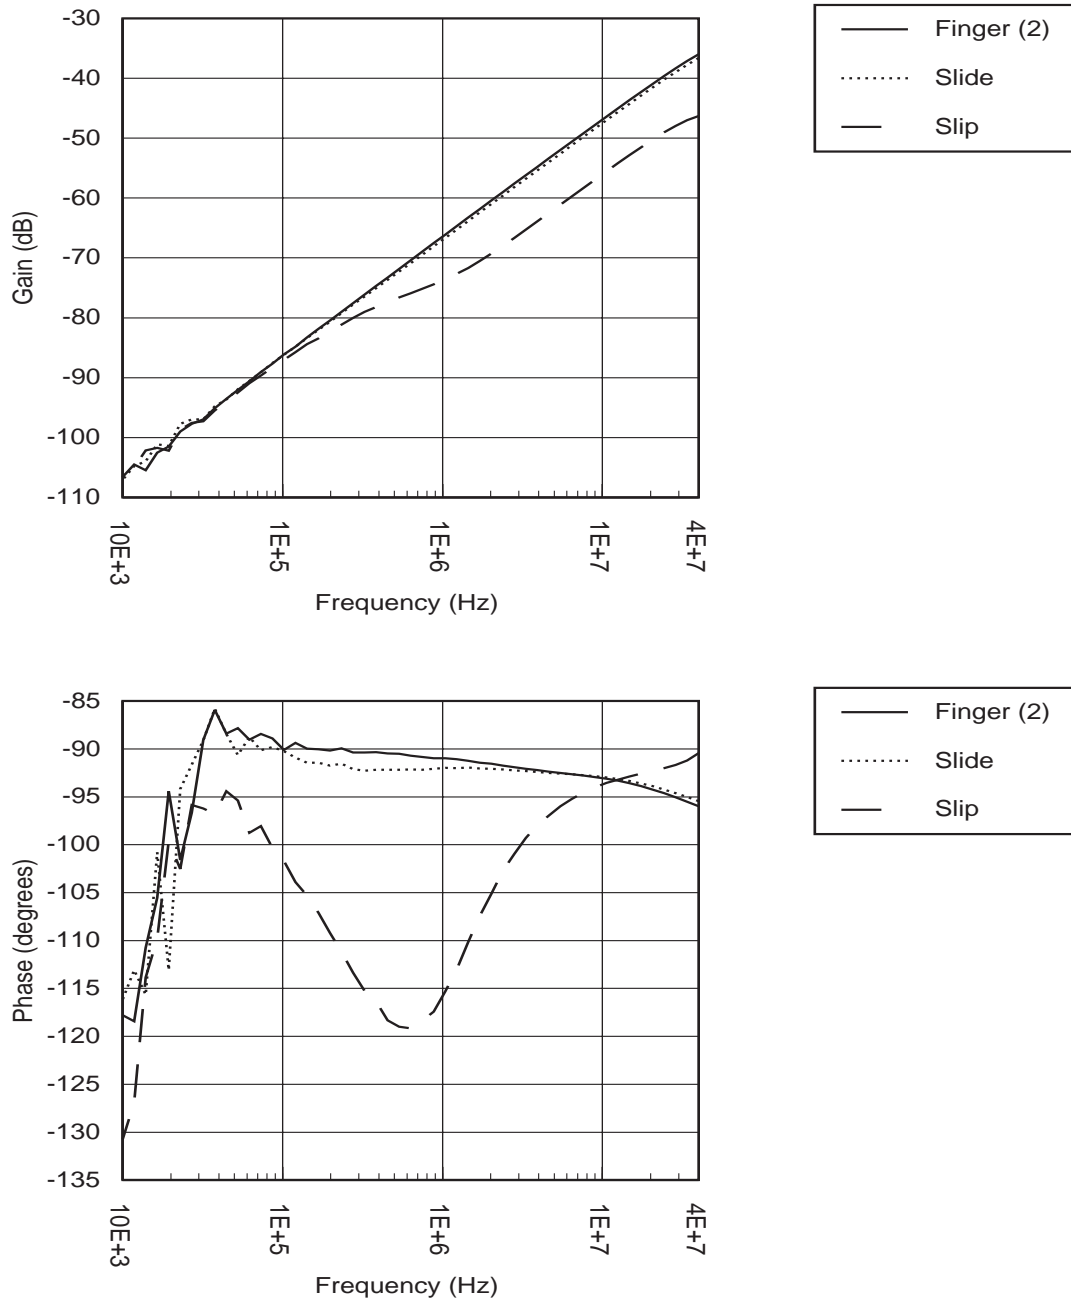 -30
-40
-50
-60
-70
-80
-90
-100
-110
Gain (dB)
10E+3
1E+5
1E+6
1E+7
4E+7
Frequency (Hz)
Finger (2)
Slide
Slip
-85
-90
-95
-100
-105
-110
-115
-120
-125
-130
-135
Phase (degrees)
10E+3
1E+5
1E+6
1E+7
4E+7
Frequency (Hz)
Finger (2)
Slide
Slip